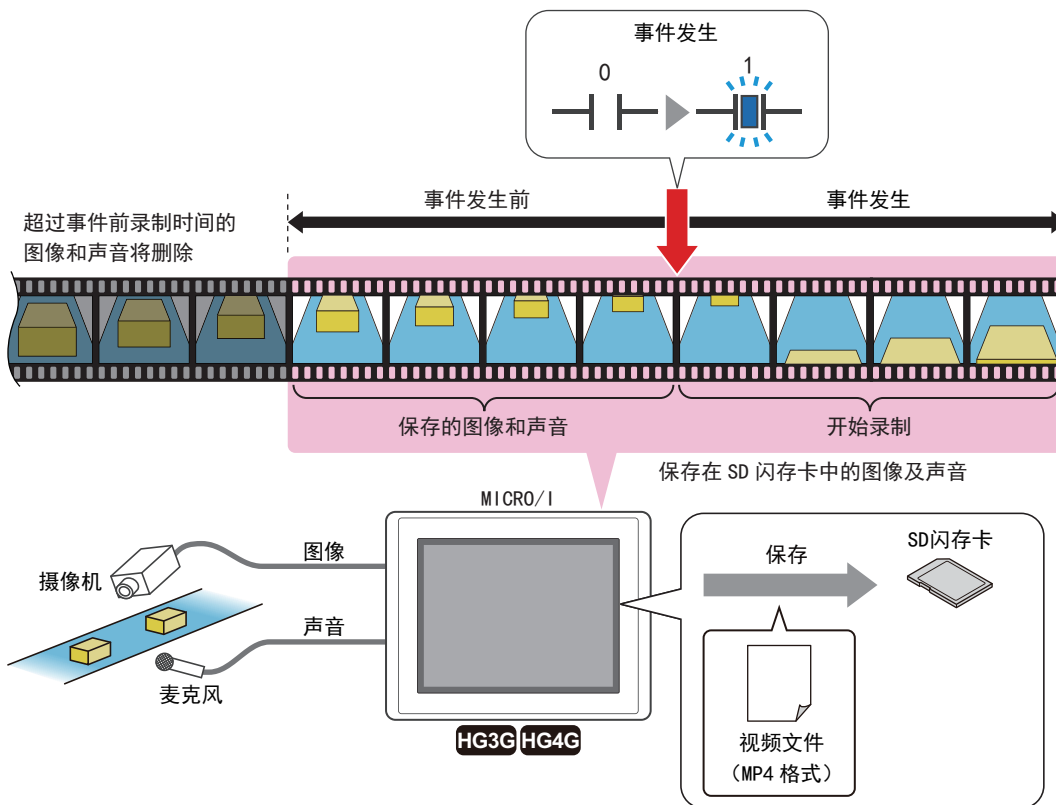 事件发生
0
1
超过事件前录制时间的
图像和声音将删除
事件发生前
事件发生
保存的图像和声音
开始录制
保存在 SD 闪存卡中的图像及声音
MICRO/I
图像
摄像机
声音
麦克风
HG3G HG4G
保存
SD闪存卡
视频文件
（MP4 格式）